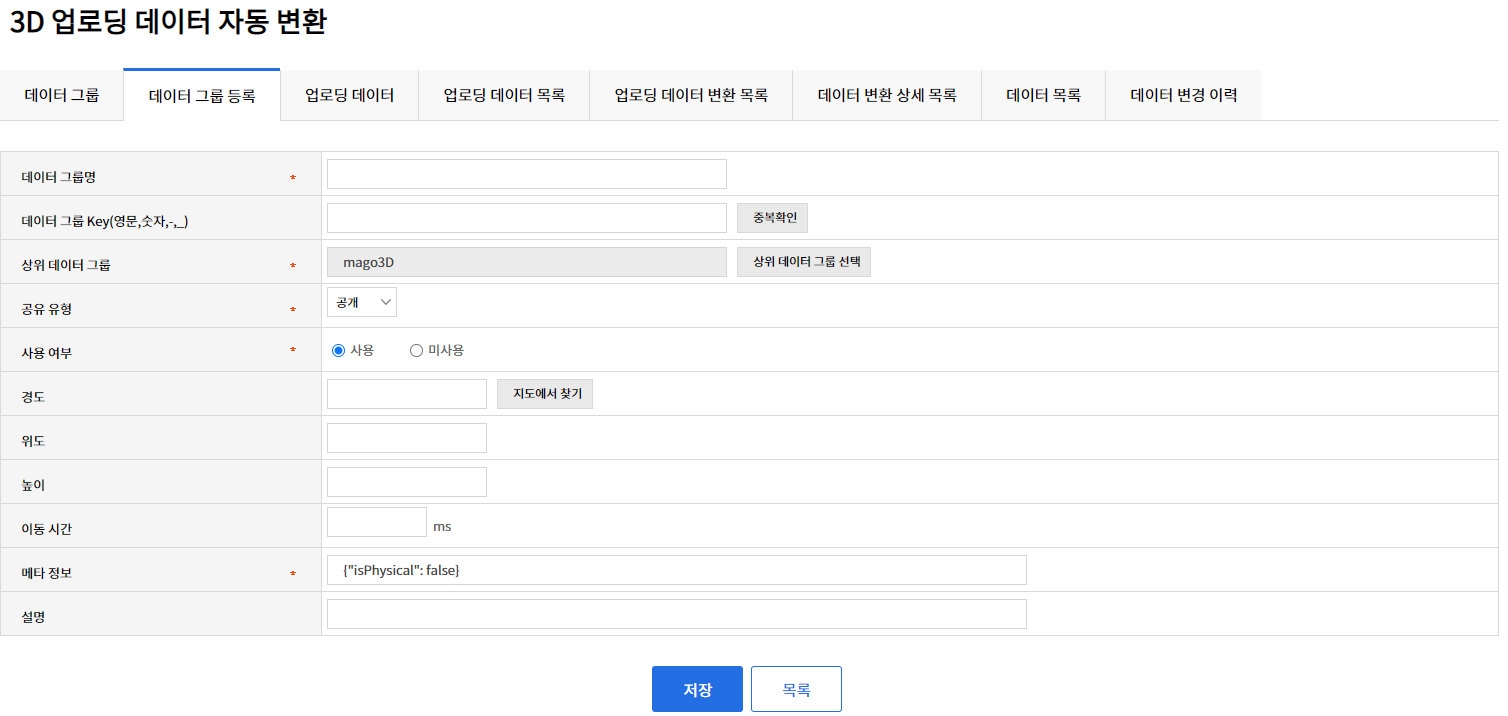 3D 업로딩 데이터 자동 변환
데이터 그룹 데이터 그룹 등록 업로딩 데이터 업로딩 데이터 목록 업로딩 데이터 변환 목록 데이터 변환 상세 목록 데이터 목록 데이터 변경 이력
데이터 그룹명 *
데이터 그룹 Key(영문,숫자,-,_) 중복확인
상위 데이터 그룹 * mago3D 상위 데이터 그룹 선택
공유 유형 * 공개
사용 여부 * 사용 미사용
경도 지도에서 찾기
위도
높이
이동 시간 ms
메타 정보 * {"isPhysical": false}
설명
저장 목록